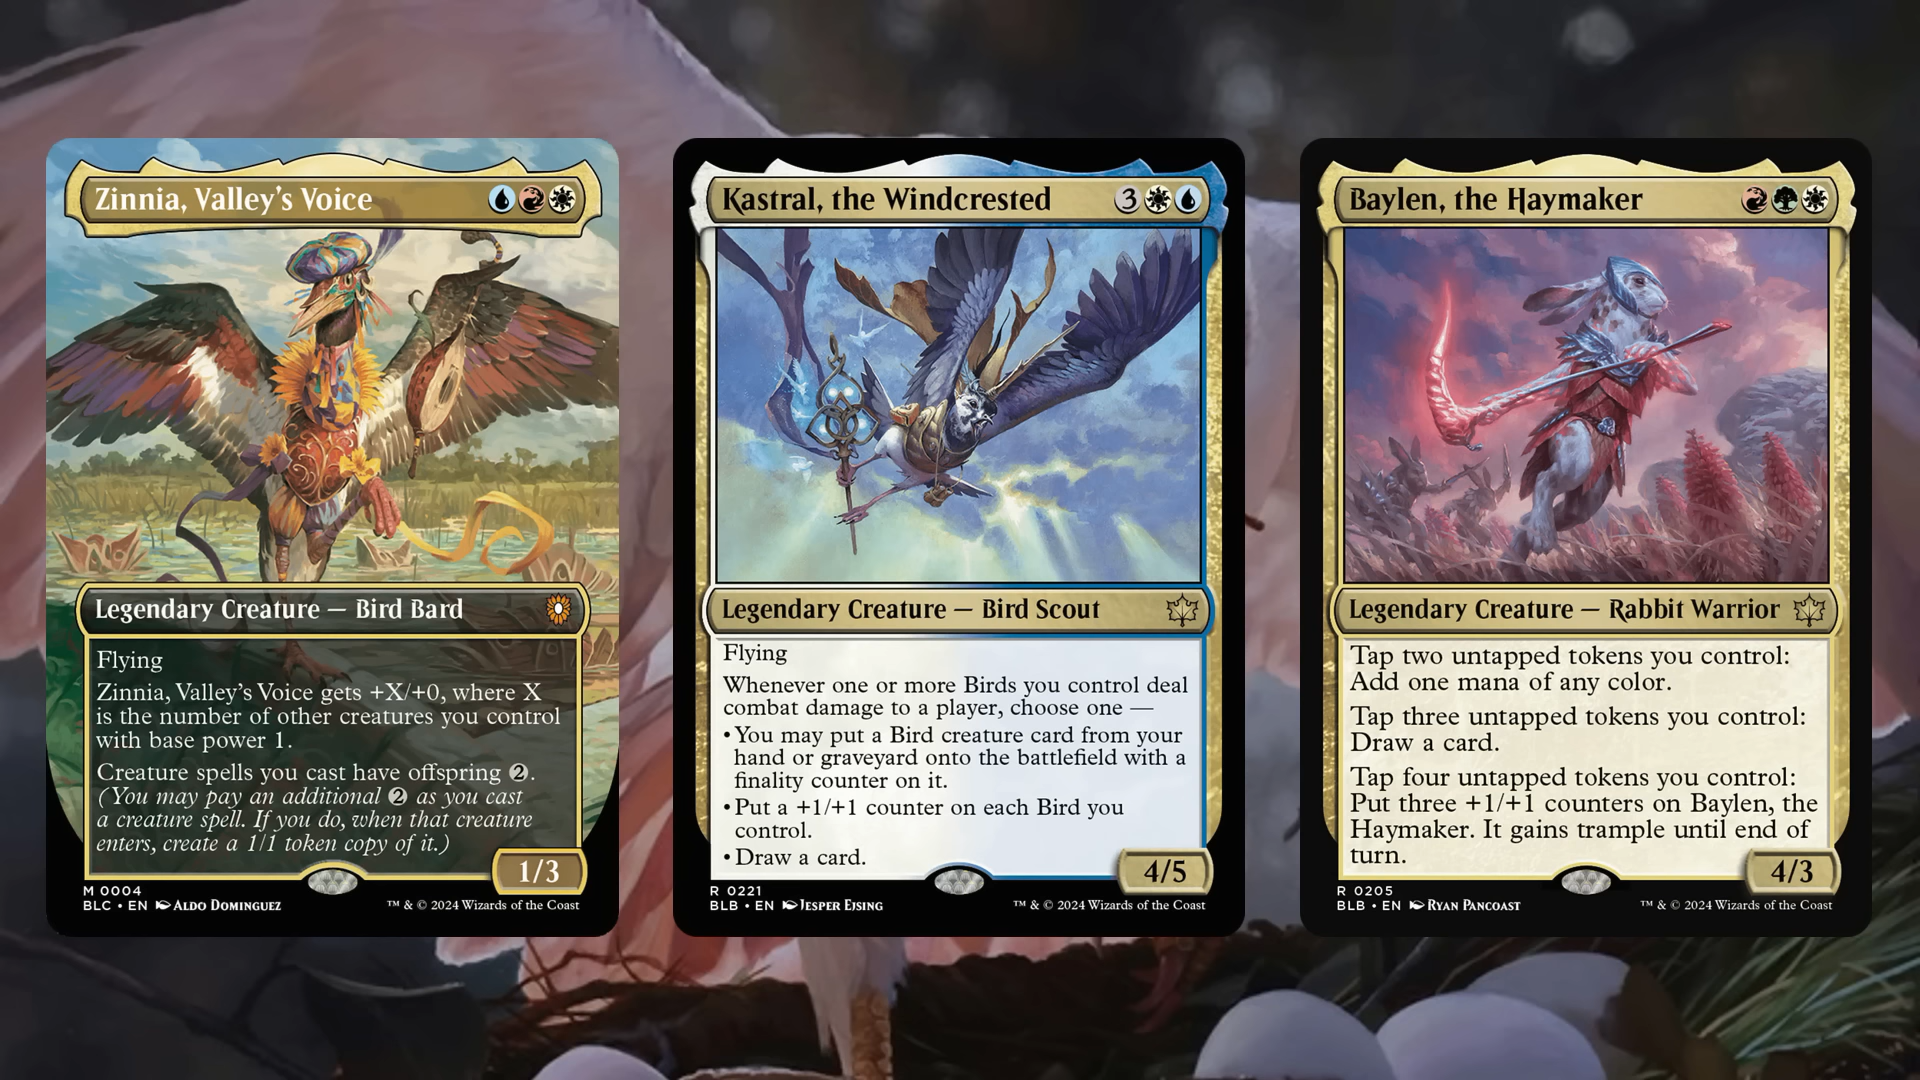 Zinnia, Valley's Voice
Legendary Creature — Bird Bard
Flying
Zinnia, Valley's Voice gets +X/+0, where X
is the number of other creatures you control
with base power 1.
Creature spells you cast have offspring 2.
(You may pay an additional 2 as you cast
a creature spell. If you do, when that creature
enters, create a 1/1 token copy of it.)
1/3
M 0004
BLC • EN ALDO DOMINGUEZ
™ & © 2024 Wizards of the Coast
Kastral, the Windcrested 3
Legendary Creature — Bird Scout
Flying
Whenever one or more Birds you control deal
combat damage to a player, choose one —
• You may put a Bird creature card from your
hand or graveyard onto the battlefield with a
finality counter on it.
• Put a +1/+1 counter on each Bird you
control.
• Draw a card.
4/5
R 0221
BLB • EN JESPER EJSING
™ & © 2024 Wizards of the Coast
Baylen, the Haymaker
Legendary Creature — Rabbit Warrior
Tap two untapped tokens you control:
Add one mana of any color.
Tap three untapped tokens you control:
Draw a card.
Tap four untapped tokens you control:
Put three +1/+1 counters on Baylen, the
Haymaker. It gains trample until end of
turn.
4/3
R 0205
BLB • EN RYAN PANCOAST
™ & © 2024 Wizards of the Coast